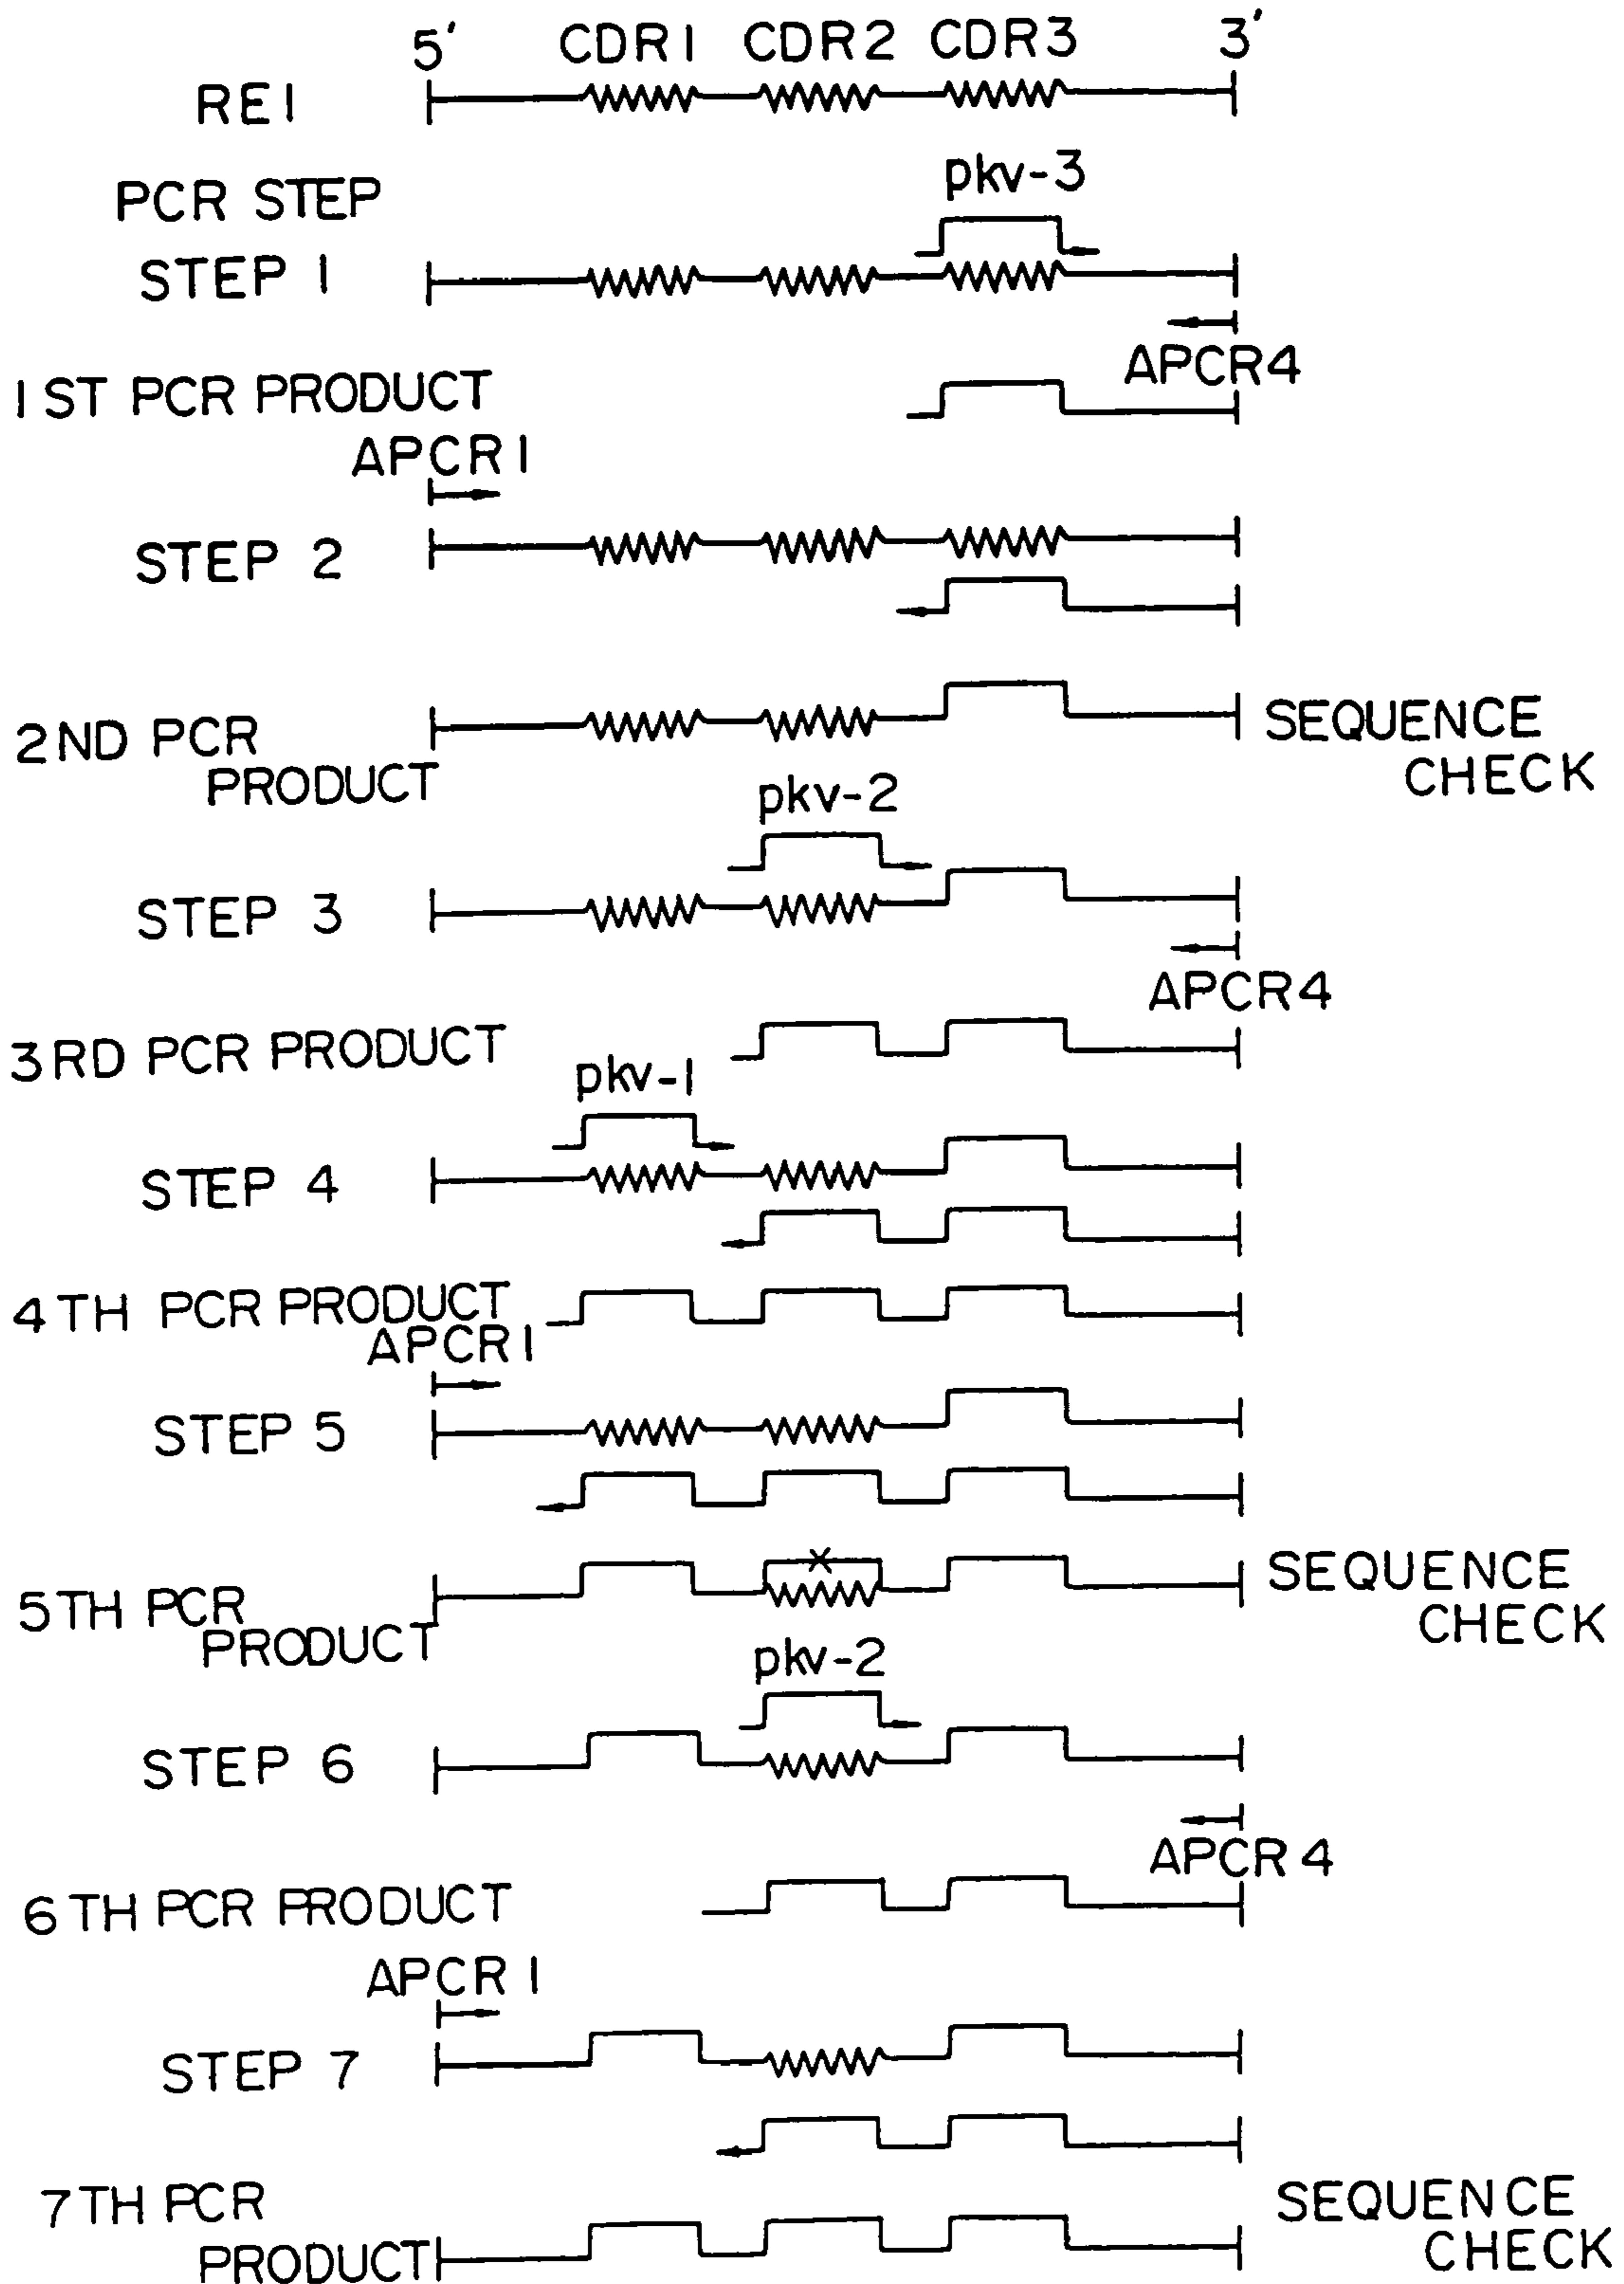 5′ CDR1 CDR2 CDR3 3′
RE1
PCR STEP
pkv-3
STEP 1
APCR4
1ST PCR PRODUCT
APCR1
STEP 2
2ND PCR PRODUCT
SEQUENCE CHECK
pkv-2
STEP 3
APCR4
3RD PCR PRODUCT
pkv-1
STEP 4
4TH PCR PRODUCT
APCR1
STEP 5
5TH PCR PRODUCT
SEQUENCE CHECK
pkv-2
STEP 6
APCR4
6TH PCR PRODUCT
APCR1
STEP 7
7TH PCR PRODUCT
SEQUENCE CHECK